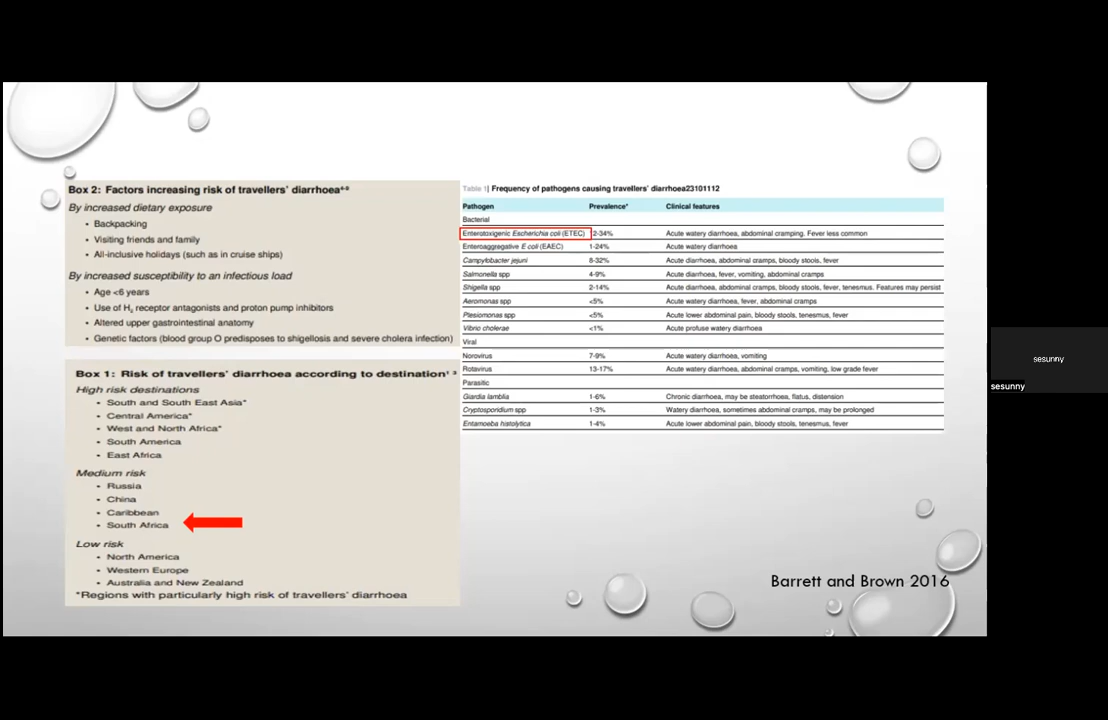 Box 2: Factors increasing risk of travellers' diarrhoea⁴⁻⁹
By increased dietary exposure
• Backpacking
• Visiting friends and family
• All-inclusive holidays (such as in cruise ships)
By increased susceptibility to an infectious load
• Age <6 years
• Use of H₂ receptor antagonists and proton pump inhibitors
• Altered upper gastrointestinal anatomy
• Genetic factors (blood group O predisposes to shigellosis and severe cholera infection)
Box 1: Risk of travellers' diarrhoea according to destination¹ ³
High risk destinations
• South and South East Asia*
• Central America*
• West and North Africa*
• South America
• East Africa
Medium risk
• Russia
• China
• Caribbean
• South Africa
Low risk
• North America
• Western Europe
• Australia and New Zealand
*Regions with particularly high risk of travellers' diarrhoea
Table 1| Frequency of pathogens causing travellers' diarrhoea23101112
Pathogen Prevalence* Clinical features
Bacterial
Enterotoxigenic Escherichia coli (ETEC) 2-34% Acute watery diarrhoea, abdominal cramping. Fever less common
Enteroaggregative E coli (EAEC) 1-24% Acute watery diarrhoea
Campylobacter jejuni 8-32% Acute diarrhoea, abdominal cramps, bloody stools, fever
Salmonella spp 4-9% Acute diarrhoea, fever, vomiting, abdominal cramps
Shigella spp 2-14% Acute diarrhoea, abdominal cramps, bloody stools, fever, tenesmus. Features may persist
Aeromonas spp <5% Acute watery diarrhoea, fever, abdominal cramps
Plesiomonas spp <5% Acute lower abdominal pain, bloody stools, tenesmus, fever
Vibrio cholerae <1% Acute profuse watery diarrhoea
Viral
Norovirus 7-9% Acute watery diarrhoea, vomiting
Rotavirus 13-17% Acute watery diarrhoea, abdominal cramps, vomiting, low grade fever
Parasitic
Giardia lamblia 1-6% Chronic diarrhoea, may be steatorrhoea, flatus, distension
Cryptosporidium spp 1-3% Watery diarrhoea, sometimes abdominal cramps, may be prolonged
Entamoeba histolytica 1-4% Acute lower abdominal pain, bloody stools, tenesmus, fever
Barrett and Brown 2016
sesunny
sesunny